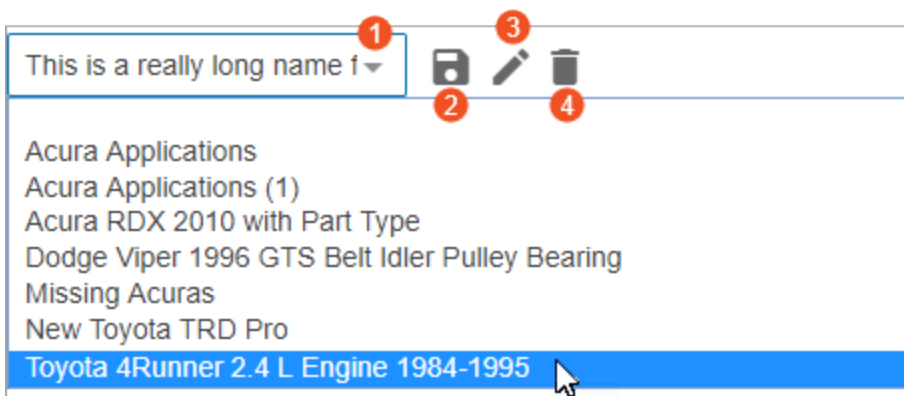 1
3
This is a really long name f
2
4
Acura Applications
Acura Applications (1)
Acura RDX 2010 with Part Type
Dodge Viper 1996 GTS Belt Idler Pulley Bearing
Missing Acuras
New Toyota TRD Pro
Toyota 4Runner 2.4 L Engine 1984-1995